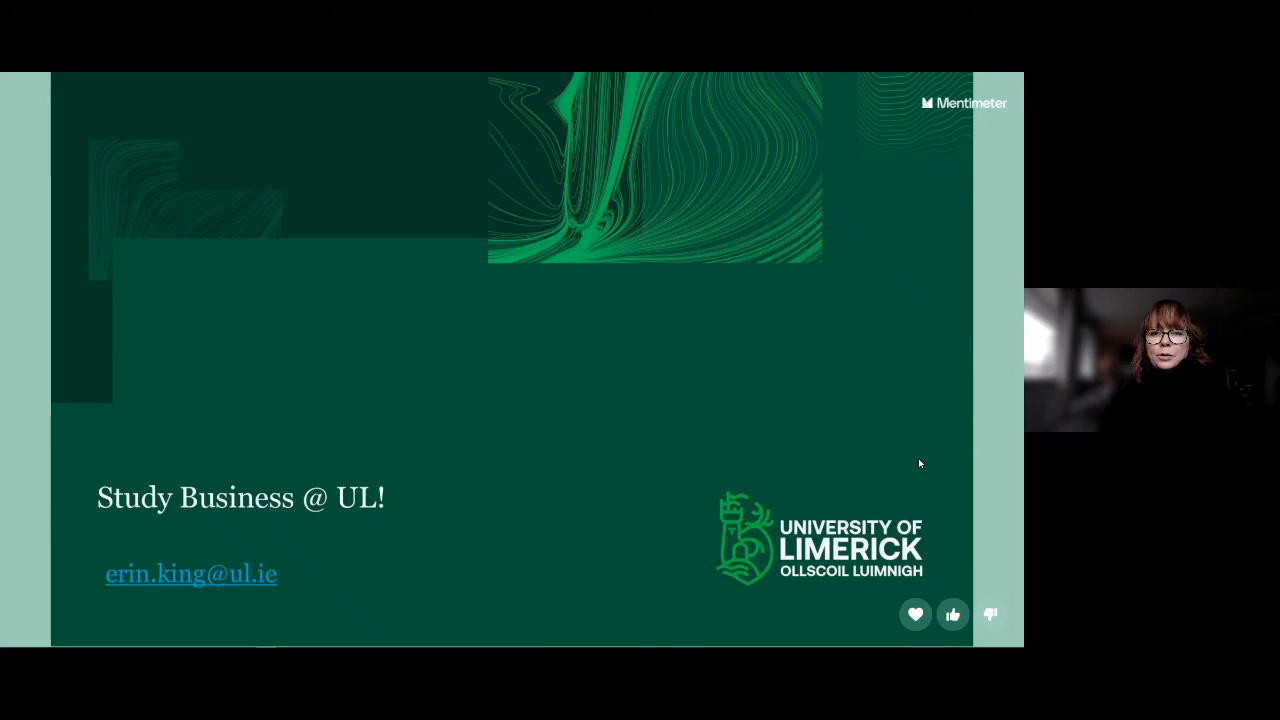 Mentimeter
Study Business @ UL!
erin.king@ul.ie
UNIVERSITY OF
LIMERICK
OLLSCOIL LUIMNIGH